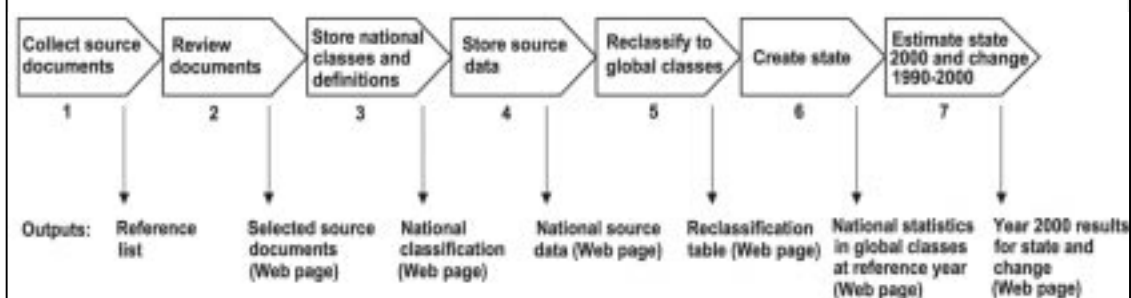 Collect source
documents
Review
documents
Store national
classes and
definitions
Store source
data
Reclassify to
global classes
Create state
Estimate state
2000 and change
1990-2000
1
2
3
4
5
6
7
Outputs:
Reference
list
Selected source
documents
(Web page)
National
classification
(Web page)
National source
data (Web page)
Reclassification
table (Web page)
National statistics
in global classes
at reference year
(Web page)
Year 2000 results
for state and
change
(Web page)